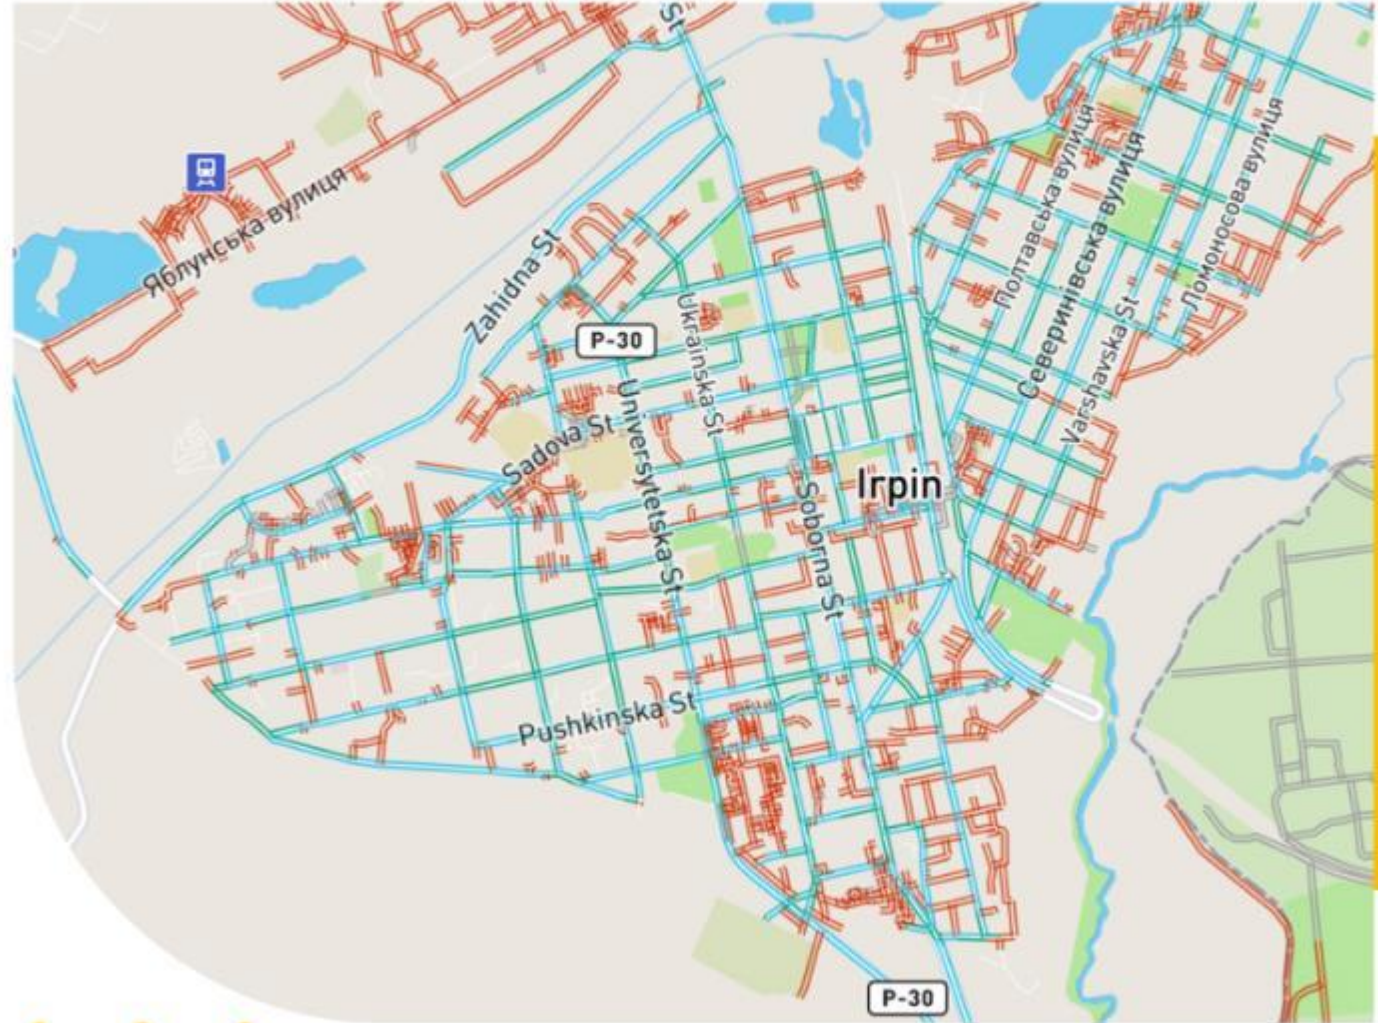 St
Яблунська вулиця
Zahidna St
P-30
Ukrainska St
Полтавська вулиця
Северинівська вулиця
Ломоносова вулиця
Varshavska St
Sadova St
Universytetska St
Irpin
Soborna St
Pushkinska St
P-30